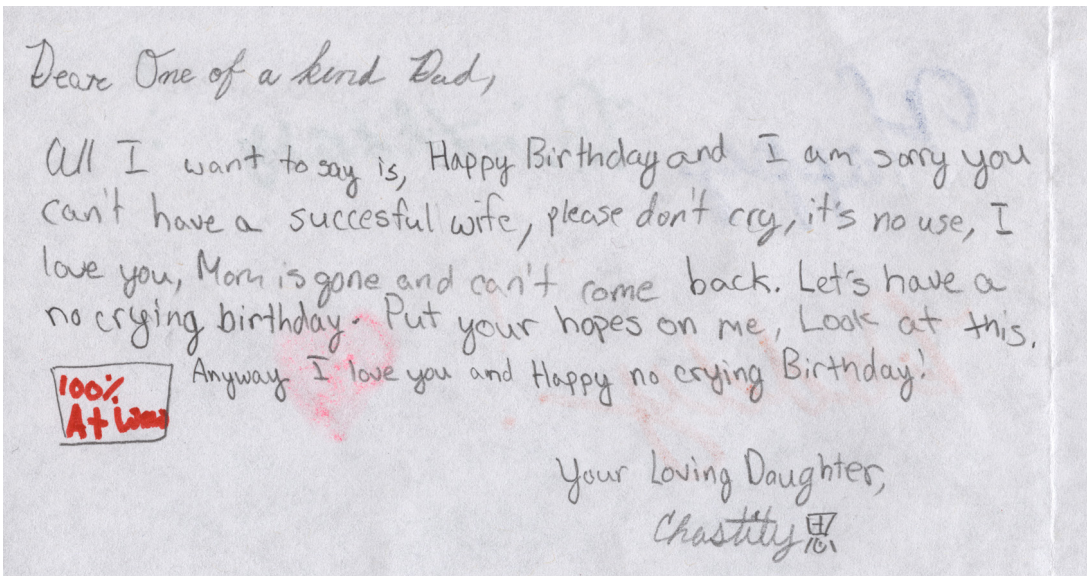 Dear One of a kind Dad,
All I want to say is, Happy Birthday and I am sorry you
can't have a succesful wife, please don't cry, it's no use, I
love you, Mom is gone and can't come back. Let's have a
no crying birthday. Put your hopes on me, Look at this.
100%
A+ Wow
Anyway I love you and Happy no crying Birthday!
Your Loving Daughter,
Chastity